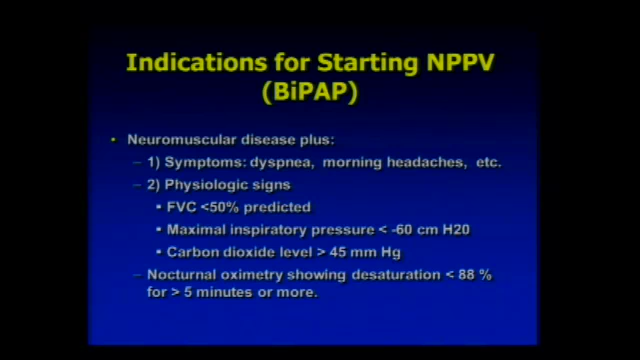 Indications for Starting NPPV
(BiPAP)
• Neuromuscular disease plus:
– 1) Symptoms: dyspnea, morning headaches, etc.
– 2) Physiologic signs
▪ FVC <50% predicted
▪ Maximal inspiratory pressure < -60 cm H20
▪ Carbon dioxide level > 45 mm Hg
– Nocturnal oximetry showing desaturation < 88 %
for > 5 minutes or more.